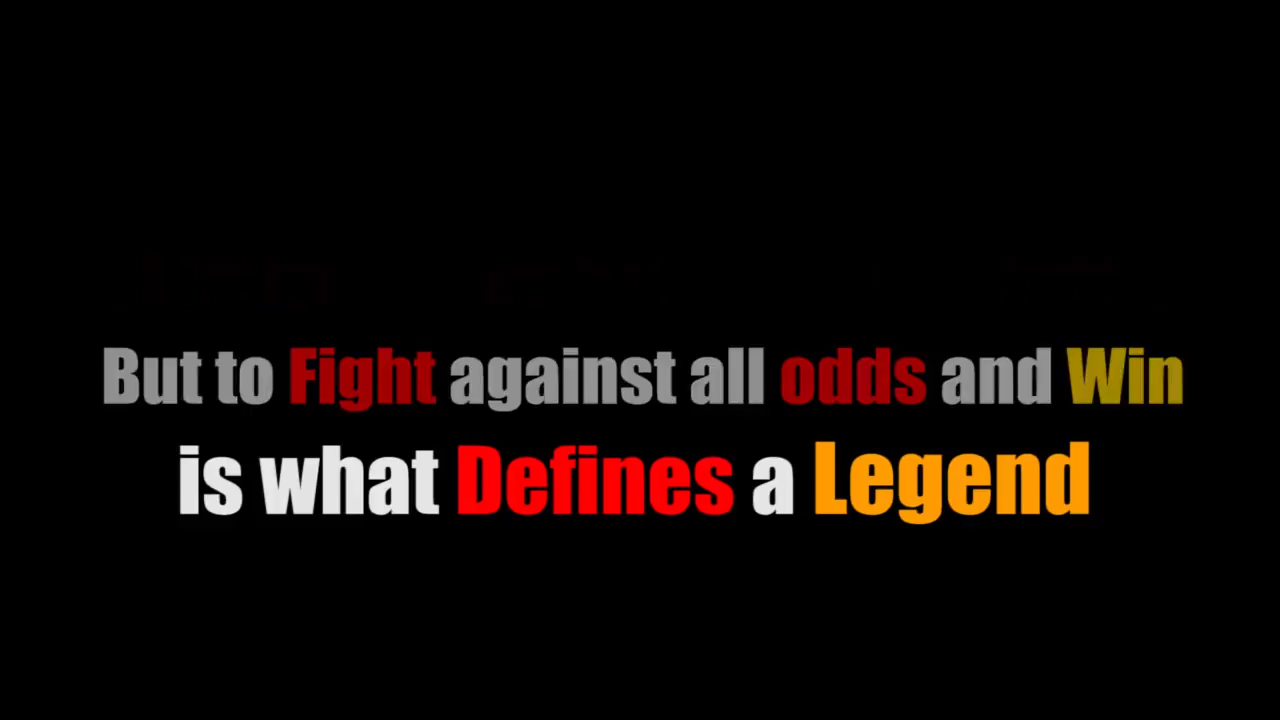 But to Fight against all odds and Win
is what Defines a Legend